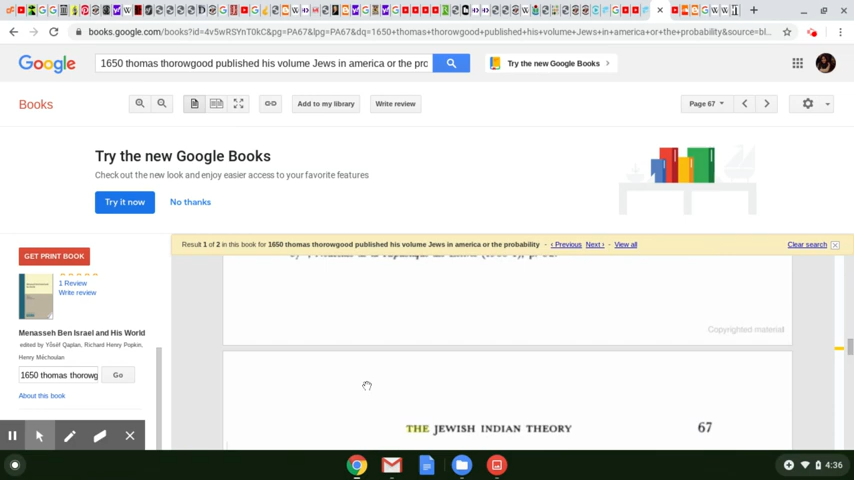 books.google.com/books?id=4v5wRSYnT0kC&pg=PA67&lpg=PA67&dq=1650+thomas+thorowgood+published+his+volume+Jews+in+america+or+the+probability&source=bl...
Google
1650 thomas thorowgood published his volume Jews in america or the pro
Try the new Google Books
Books
Add to my library
Write review
Page 67
Try the new Google Books
Check out the new look and enjoy easier access to your favorite features
Try it now
No thanks
Result 1 of 2 in this book for 1650 thomas thorowgood published his volume Jews in america or the probability - ‹ Previous Next › - View all
Clear search
GET PRINT BOOK
1 Review
Write review
Copyrighted material
Menasseh Ben Israel and His World
edited by Yôsēf Qaplan, Richard Henry Popkin,
Henry Méchoulan
1650 thomas thorowg
Go
About this book
THE JEWISH INDIAN THEORY
67
4:36